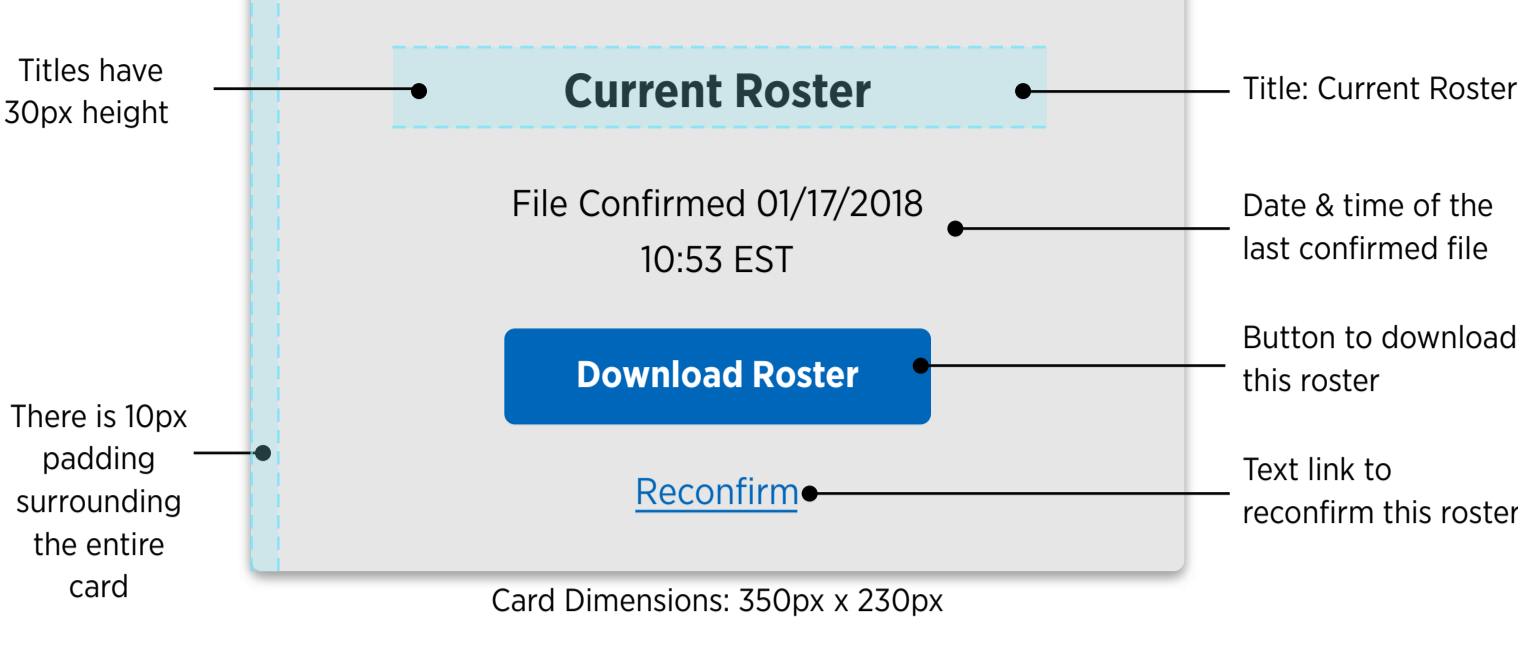 Titles have
30px height
Current Roster
Title: Current Roster
File Confirmed 01/17/2018
10:53 EST
Date & time of the
last confirmed file
Download Roster
Button to download
this roster
There is 10px
padding
surrounding
the entire
card
Reconfirm
Text link to
reconfirm this roster
Card Dimensions: 350px x 230px